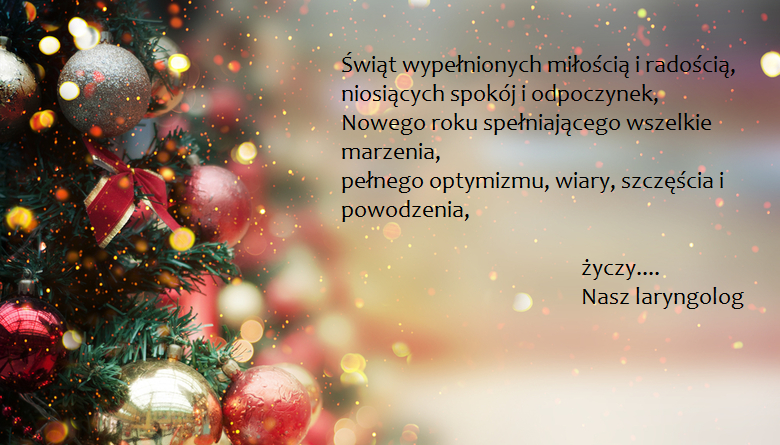 Świąt wypełnionych miłością i radością,
niosiących spokój i odpoczynek,
Nowego roku spełniającego wszelkie
marzenia,
pełnego optymizmu, wiary, szczęścia i
powodzenia,
życzy....
Nasz laryngolog